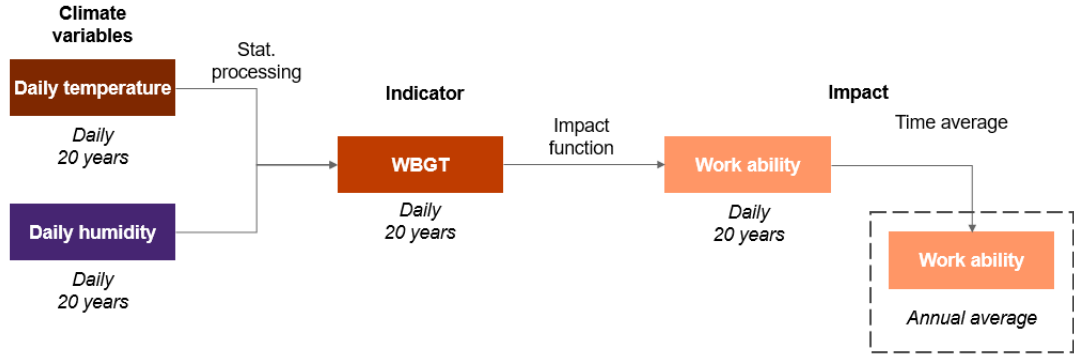 Climate
variables
Daily temperature
Daily
20 years
Daily humidity
Daily
20 years
Stat.
processing
Indicator
WBGT
Daily
20 years
Impact
function
Impact
Work ability
Daily
20 years
Time average
Work ability
Annual average